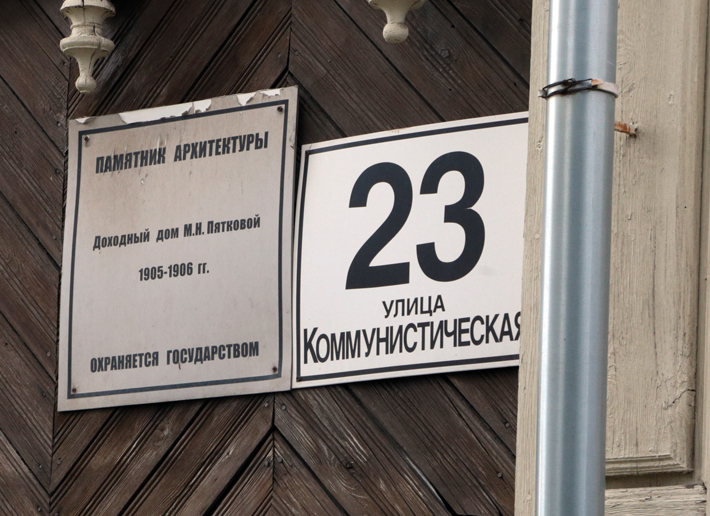 ПАМЯТНИК АРХИТЕКТУРЫ
Доходный дом М.Н. Пятковой
1905-1906 гг.
ОХРАНЯЕТСЯ ГОСУДАРСТВОМ
23
УЛИЦА
КОММУНИСТИЧЕСКАЯ